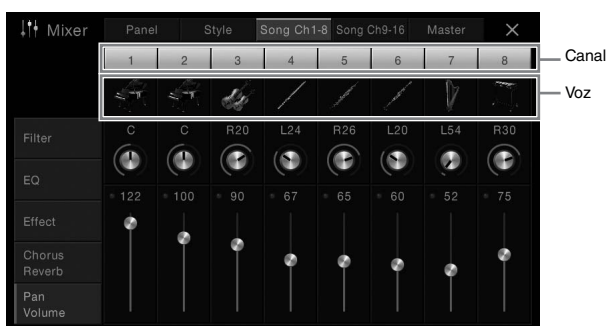 Mixer Panel Style Song Ch1-8 Song Ch9-16 Master
1 2 3 4 5 6 7 8 Canal
Voz
Filter C C R20 L24 R26 L20 L54 R30
EQ
122 100 90 67 65 60 52 75
Effect
Chorus
Reverb
Pan
Volume